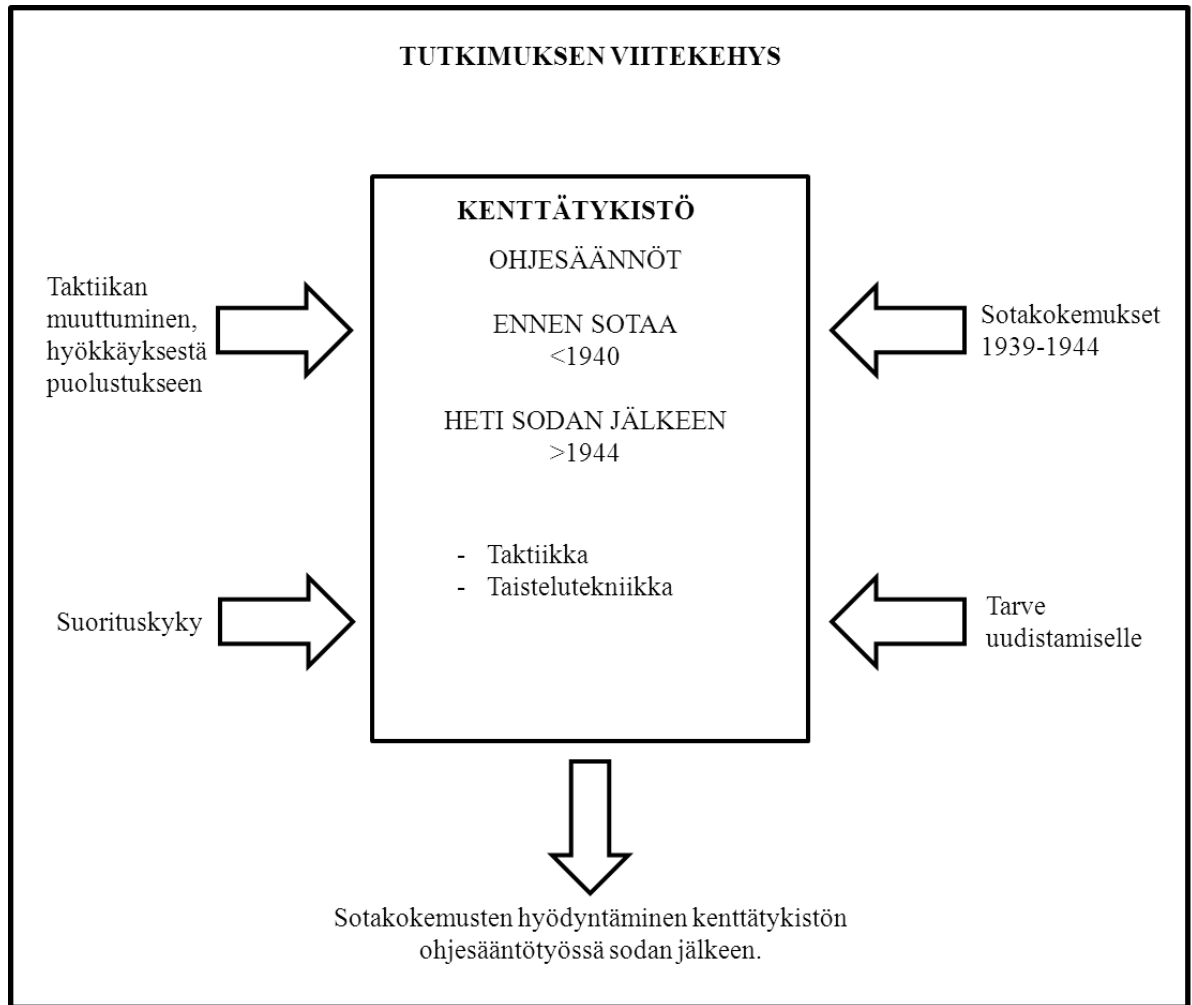 TUTKIMUKSEN VIITEKEHYS
KENTTÄTYKISTÖ
OHJESÄÄNNÖT
ENNEN SOTAA
<1940
HETI SODAN JÄLKEEN
>1944
- Taktiikka
- Taistelutekniikka
Taktiikan
muuttuminen,
hyökkäyksestä
puolustukseen
Sotakokemukset
1939-1944
Suorituskyky
Tarve
uudistamiselle
Sotakokemusten hyödyntäminen kenttätykistön
ohjesääntötyössä sodan jälkeen.